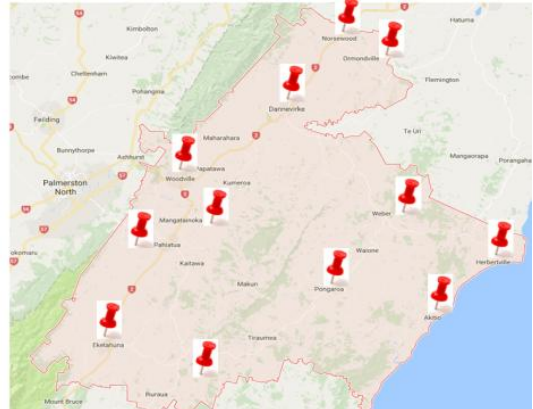 Kimbolton
Norsewood
Hatuma
Kiwitea
Ormondville
Cheltenham
Flemington
Pohangina
Dannevirke
Feilding
Maharahara
Te Uri
Bunnythorpe
Ashhurst
Mangaorapa
Porangaha
Palmerston
North
Woodville
Kumeroa
Weber
Mangatainoka
Pahiatua
Waione
Herbertville
Kaitawa
Makuri
Pongaroa
Akitio
Eketahuna
Tiraumea
Mount Bruce